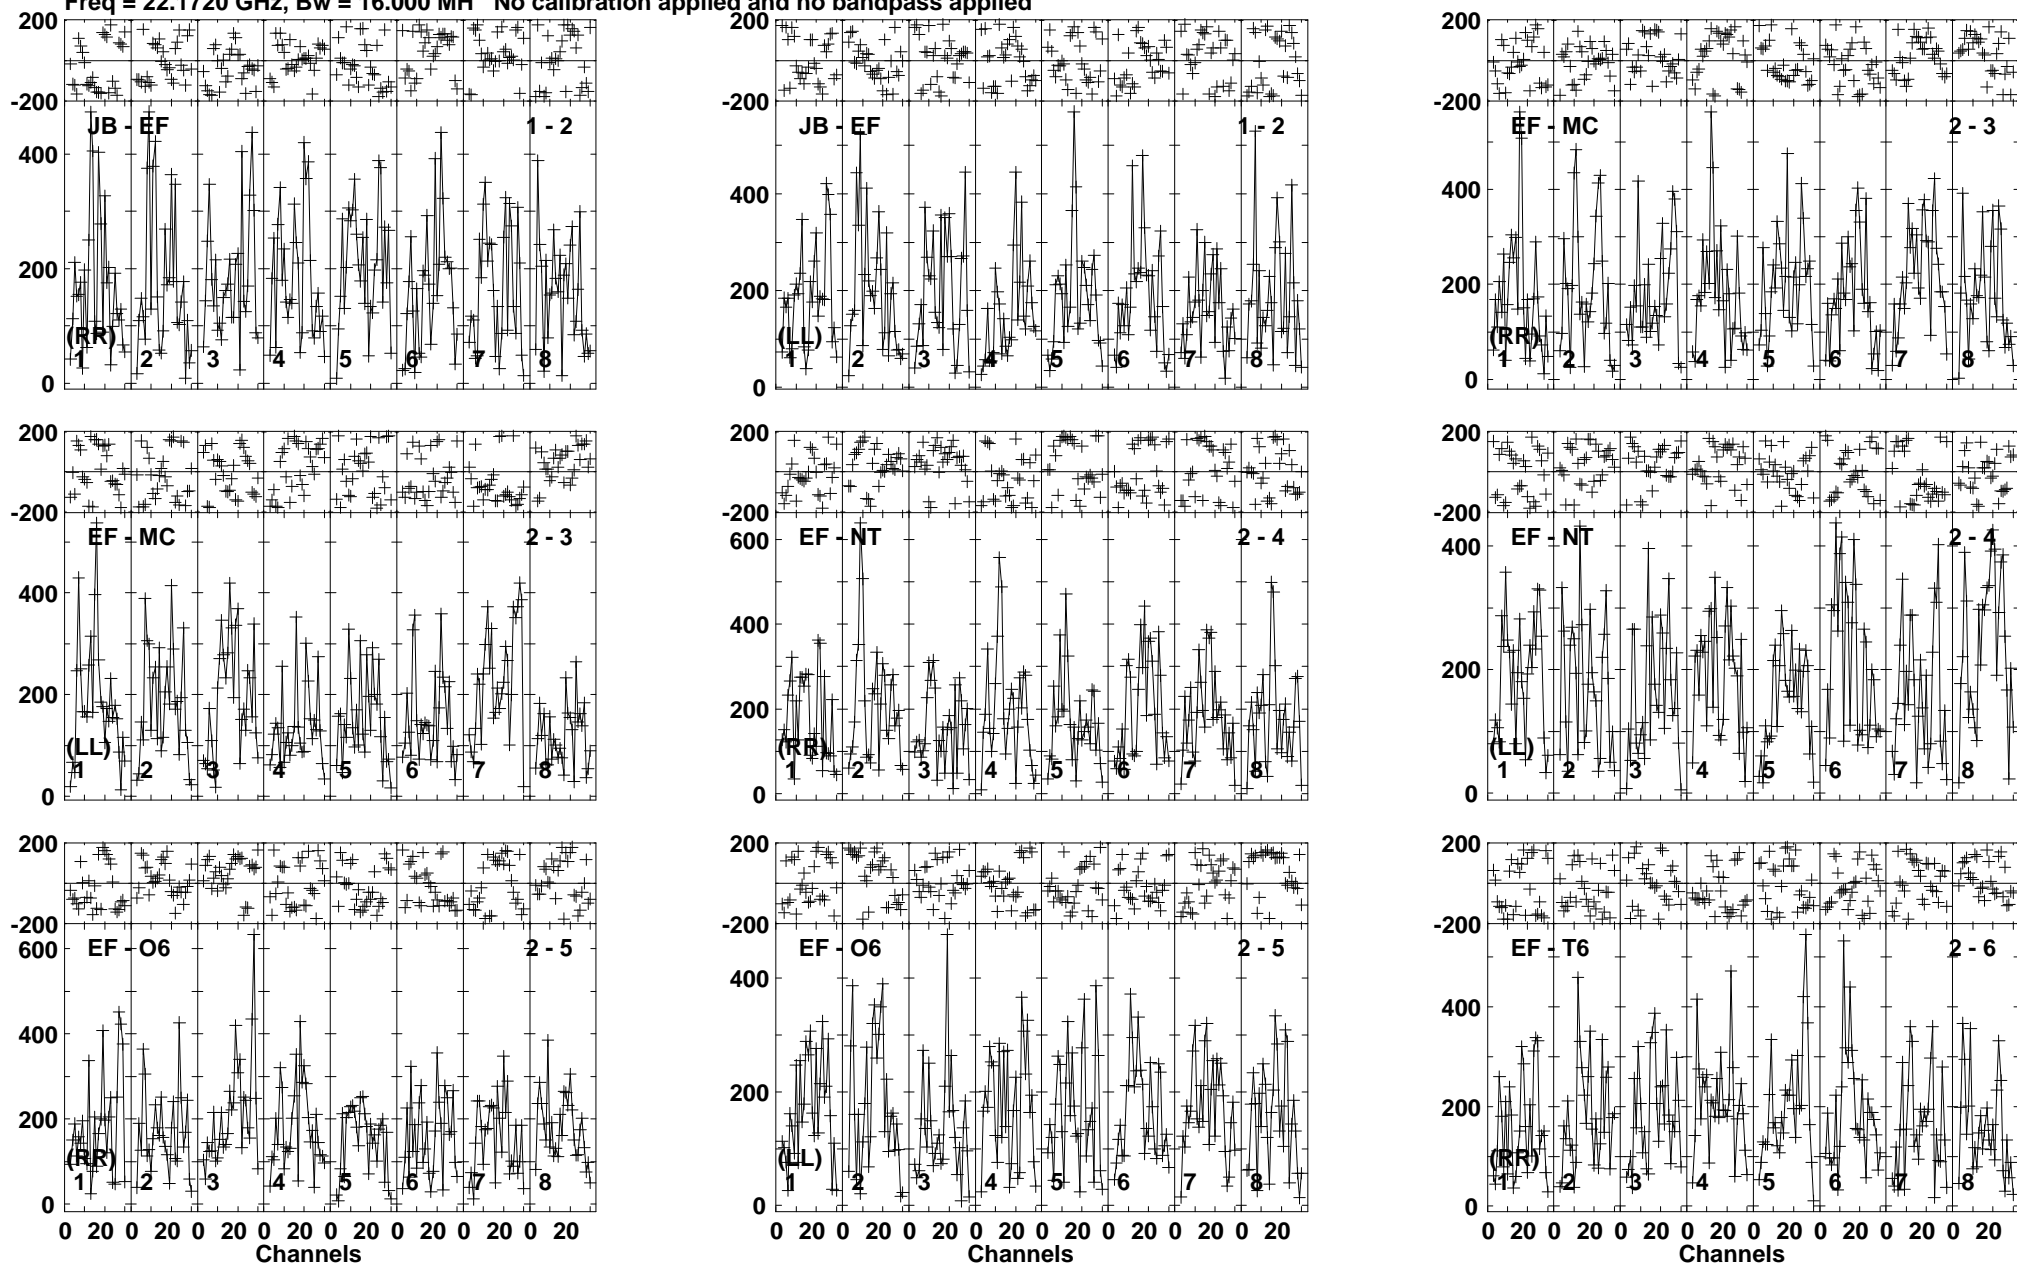 Freq = 22.1720 GHz, Bw = 16.000 MH No calibration applied and no bandpass applied
200 200 200
-200 -200 -200
JB - EF 1 - 2 JB - EF 1 - 2 EF - MC 2 - 3
400 400 400
200 200 200
(RR) (LL) (RR)
1 2 3 4 5 6 7 8 1 2 3 4 5 6 7 8 1 2 3 4 5 6 7 8
0 0 0
200 200 200
-200 -200 -200
EF - MC 2 - 3 EF - NT 2 - 4 EF - NT 2 - 4
600
400 400 400
200 200 200
(LL) (RR) (LL)
1 2 3 4 5 6 7 8 1 2 3 4 5 6 7 8 1 2 3 4 5 6 7 8
0 0 0
200 200 200
-200 -200 -200
EF - O6 2 - 5 EF - O6 2 - 5 EF - T6 2 - 6
600
400 400 400
200 200 200
(RR) (LL) (RR)
1 2 3 4 5 6 7 8 1 2 3 4 5 6 7 8 1 2 3 4 5 6 7 8
0 0 0
0 20 0 20 0 20 0 20 0 20 0 20 0 20 0 20 0 20 0 20 0 20 0 20 0 20 0 20 0 20 0 20 0 20 0 20 0 20 0 20 0 20 0 20 0 20 0 20
Channels Channels Channels